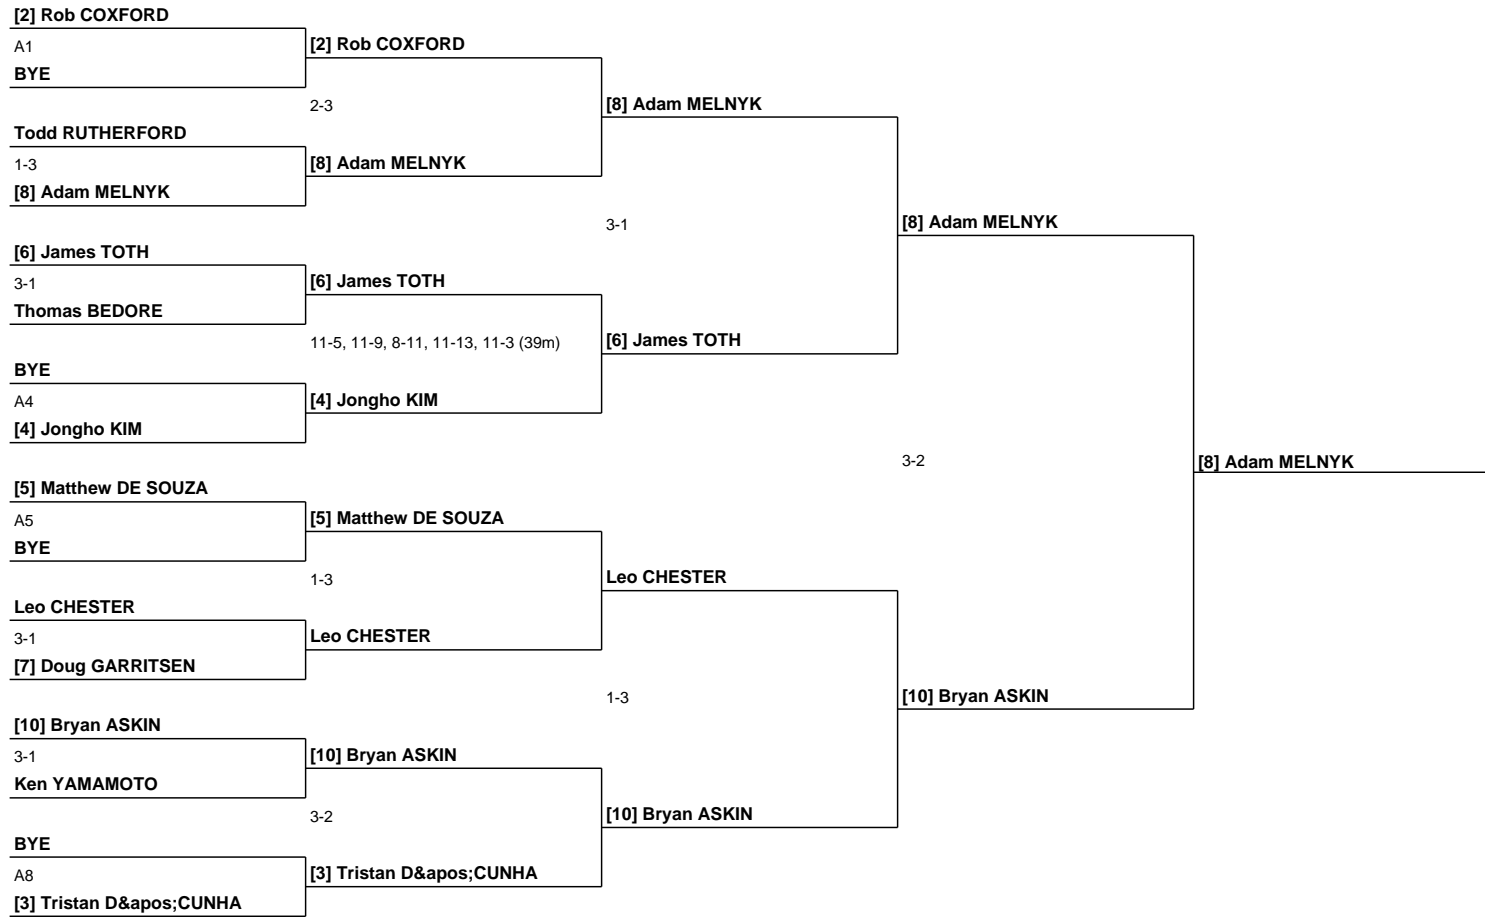 [2] Rob COXFORD
A1
BYE
[2] Rob COXFORD
2-3
[8] Adam MELNYK
Todd RUTHERFORD
1-3
[8] Adam MELNYK
[8] Adam MELNYK
3-1
[8] Adam MELNYK
[6] James TOTH
3-1
Thomas BEDORE
[6] James TOTH
11-5, 11-9, 8-11, 11-13, 11-3 (39m)
[6] James TOTH
BYE
A4
[4] Jongho KIM
[4] Jongho KIM
3-2
[8] Adam MELNYK
[5] Matthew DE SOUZA
A5
BYE
[5] Matthew DE SOUZA
1-3
Leo CHESTER
Leo CHESTER
3-1
[7] Doug GARRITSEN
Leo CHESTER
1-3
[10] Bryan ASKIN
[10] Bryan ASKIN
3-1
Ken YAMAMOTO
[10] Bryan ASKIN
3-2
[10] Bryan ASKIN
BYE
A8
[3] Tristan D&amp;apos;CUNHA
[3] Tristan D&amp;apos;CUNHA